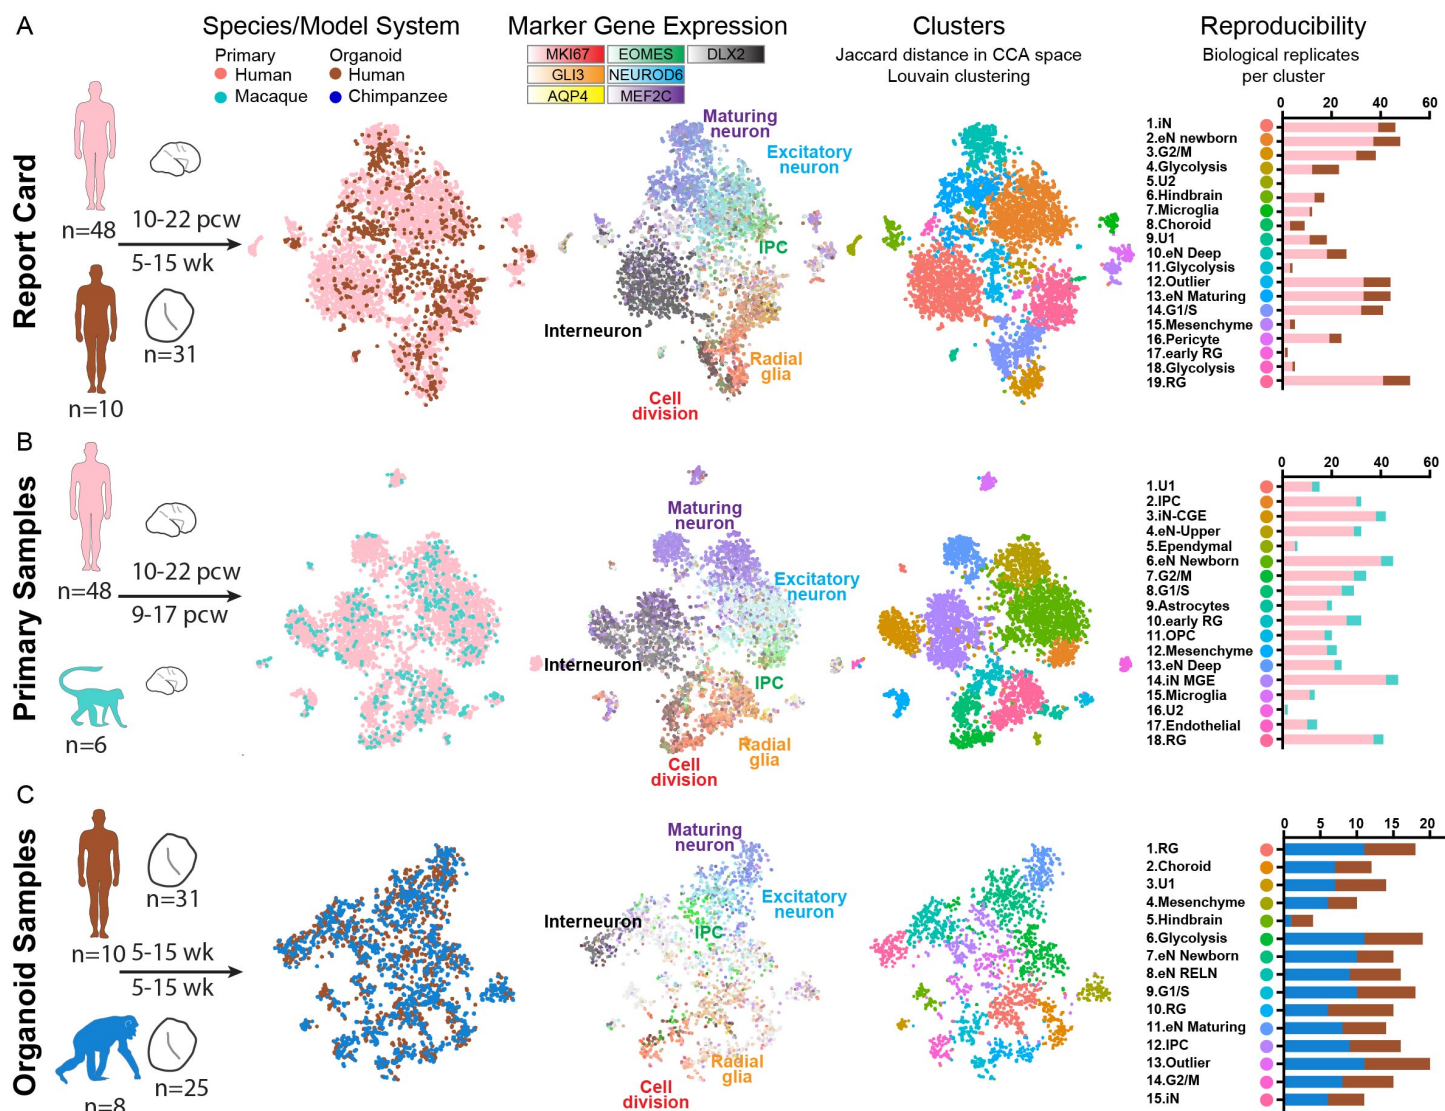 A
Species/Model System
Marker Gene Expression
Clusters
Reproducibility
Primary
Organoid
Human
Human
Macaque
Chimpanzee
MKI67
EOMES
DLX2
GLI3
NEUROD6
AQP4
MEF2C
Jaccard distance in CCA space
Louvain clustering
Biological replicates
per cluster
Report Card
n=48
10-22 pcw
5-15 wk
n=31
n=10
Maturing
neuron
Excitatory
neuron
IPC
Interneuron
Radial
glia
Cell
division
0 20 40 60
1.iN
2.eN newborn
3.G2/M
4.Glycolysis
5.U2
6.Hindbrain
7.Microglia
8.Choroid
9.U1
10.eN Deep
11.Glycolysis
12.Outlier
13.eN Maturing
14.G1/S
15.Mesenchyme
16.Pericyte
17.early RG
18.Glycolysis
19.RG
B
Primary Samples
n=48
10-22 pcw
9-17 pcw
n=6
Maturing
neuron
Excitatory
neuron
Interneuron
IPC
Radial
glia
Cell
division
0 20 40 60
1.U1
2.IPC
3.iN-CGE
4.eN-Upper
5.Ependymal
6.eN Newborn
7.G2/M
8.G1/S
9.Astrocytes
10.early RG
11.OPC
12.Mesenchyme
13.eN Deep
14.iN MGE
15.Microglia
16.U2
17.Endothelial
18.RG
C
Organoid Samples
n=31
n=10
5-15 wk
5-15 wk
n=25
n=8
Maturing
neuron
Excitatory
neuron
Interneuron
IPC
Radial
glia
Cell
division
0 5 10 15 20
1.RG
2.Choroid
3.U1
4.Mesenchyme
5.Hindbrain
6.Glycolysis
7.eN Newborn
8.eN RELN
9.G1/S
10.RG
11.eN Maturing
12.IPC
13.Outlier
14.G2/M
15.iN